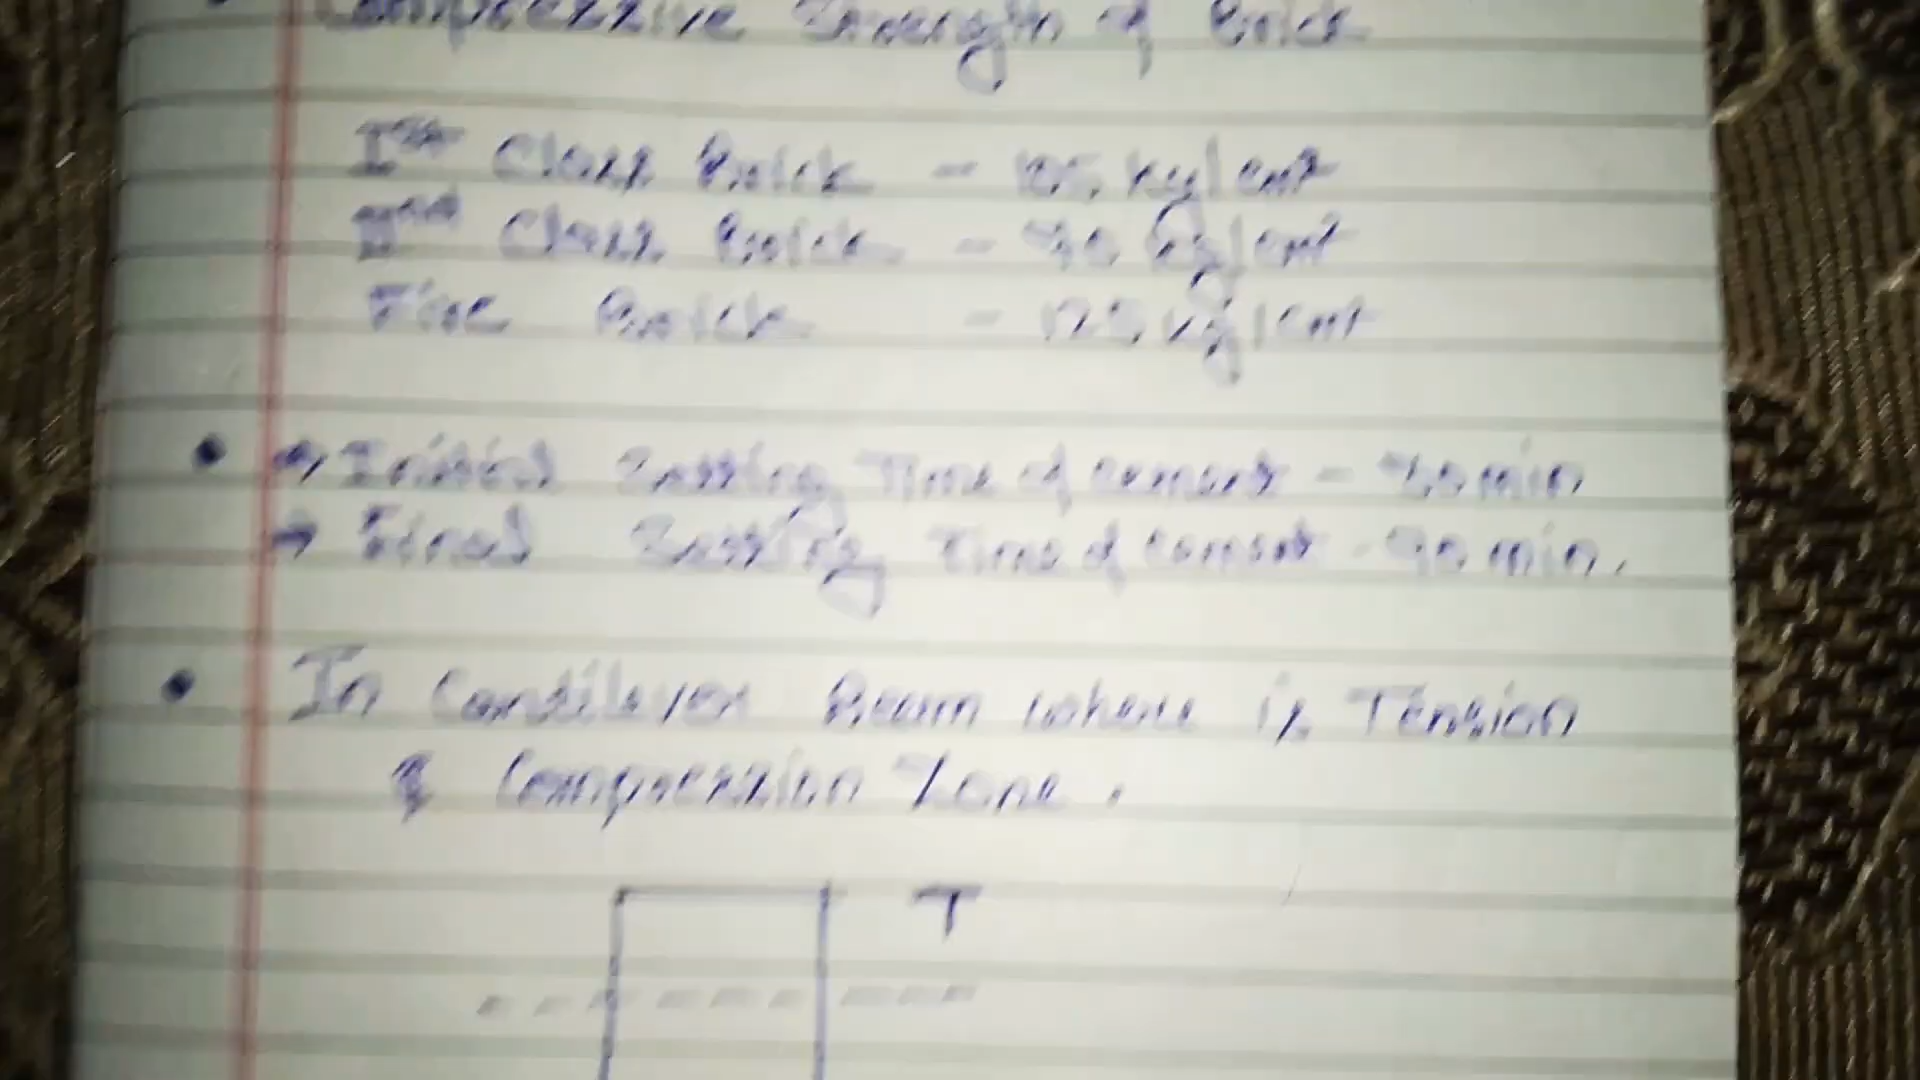 Compressive Strength of Brick
Ist Class Brick - 105 kg/cm²
IInd Class Brick - 70 kg/cm²
Fire Brick - 125 kg/cm²
• → Initial Setting Time of cement - 30 min
→ Final Setting Time of cement - 90 min.
• In Cantilever Beam where is Tension
& Compression Zone.
T